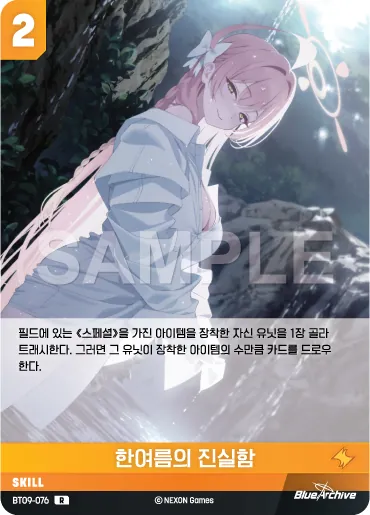 2
SAMPLE
필드에 있는 《스페셜》을 가진 아이템을 장착한 자신 유닛을 1장 골라
트래시한다. 그러면 그 유닛이 장착한 아이템의 수만큼 카드를 드로우
한다.
한여름의 진실함
SKILL
BT09-076 R © NEXON Games BlueArchive